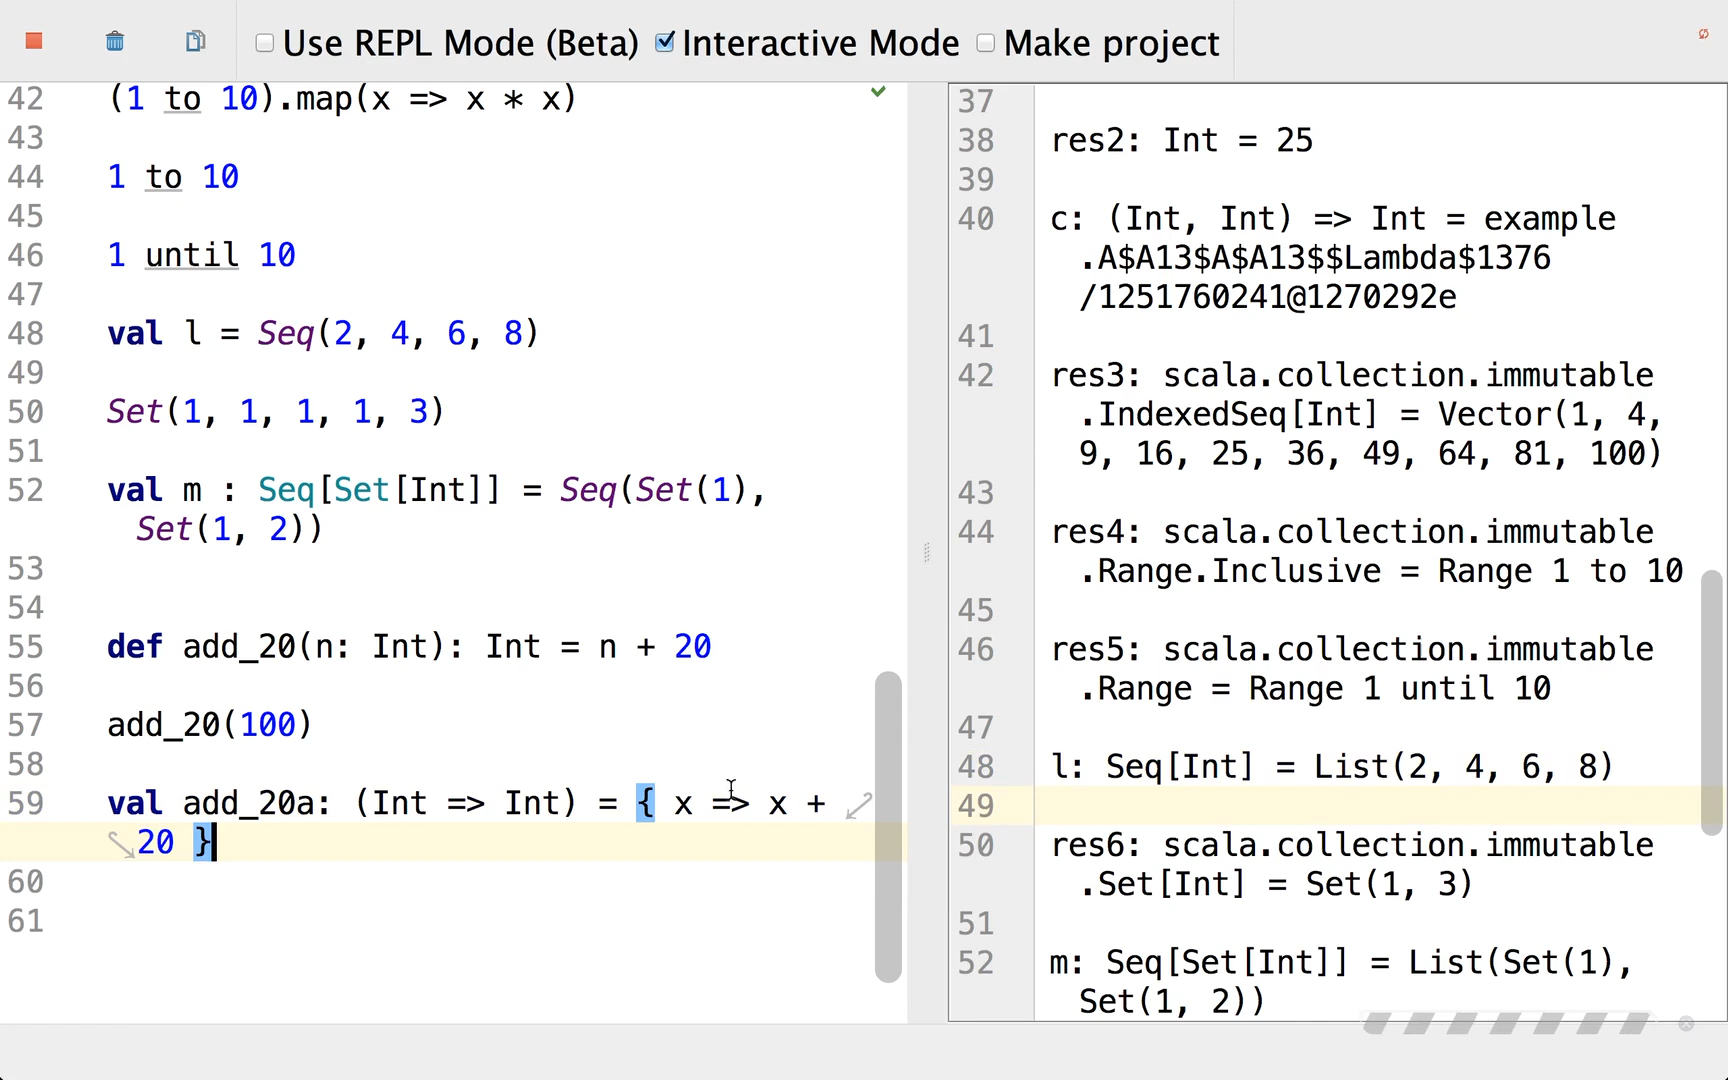 Use REPL Mode (Beta) Interactive Mode Make project
42 (1 to 10).map(x => x * x)
43
44 1 to 10
45
46 1 until 10
47
48 val l = Seq(2, 4, 6, 8)
49
50 Set(1, 1, 1, 1, 3)
51
52 val m : Seq[Set[Int]] = Seq(Set(1),
Set(1, 2))
53
54
55 def add_20(n: Int): Int = n + 20
56
57 add_20(100)
58
59 val add_20a: (Int => Int) = { x => x +
20 }
60
61
37
38 res2: Int = 25
39
40 c: (Int, Int) => Int = example
.A$A13$A$A13$$Lambda$1376
/1251760241@1270292e
41
42 res3: scala.collection.immutable
.IndexedSeq[Int] = Vector(1, 4,
9, 16, 25, 36, 49, 64, 81, 100)
43
44 res4: scala.collection.immutable
.Range.Inclusive = Range 1 to 10
45
46 res5: scala.collection.immutable
.Range = Range 1 until 10
47
48 l: Seq[Int] = List(2, 4, 6, 8)
49
50 res6: scala.collection.immutable
.Set[Int] = Set(1, 3)
51
52 m: Seq[Set[Int]] = List(Set(1),
Set(1, 2))